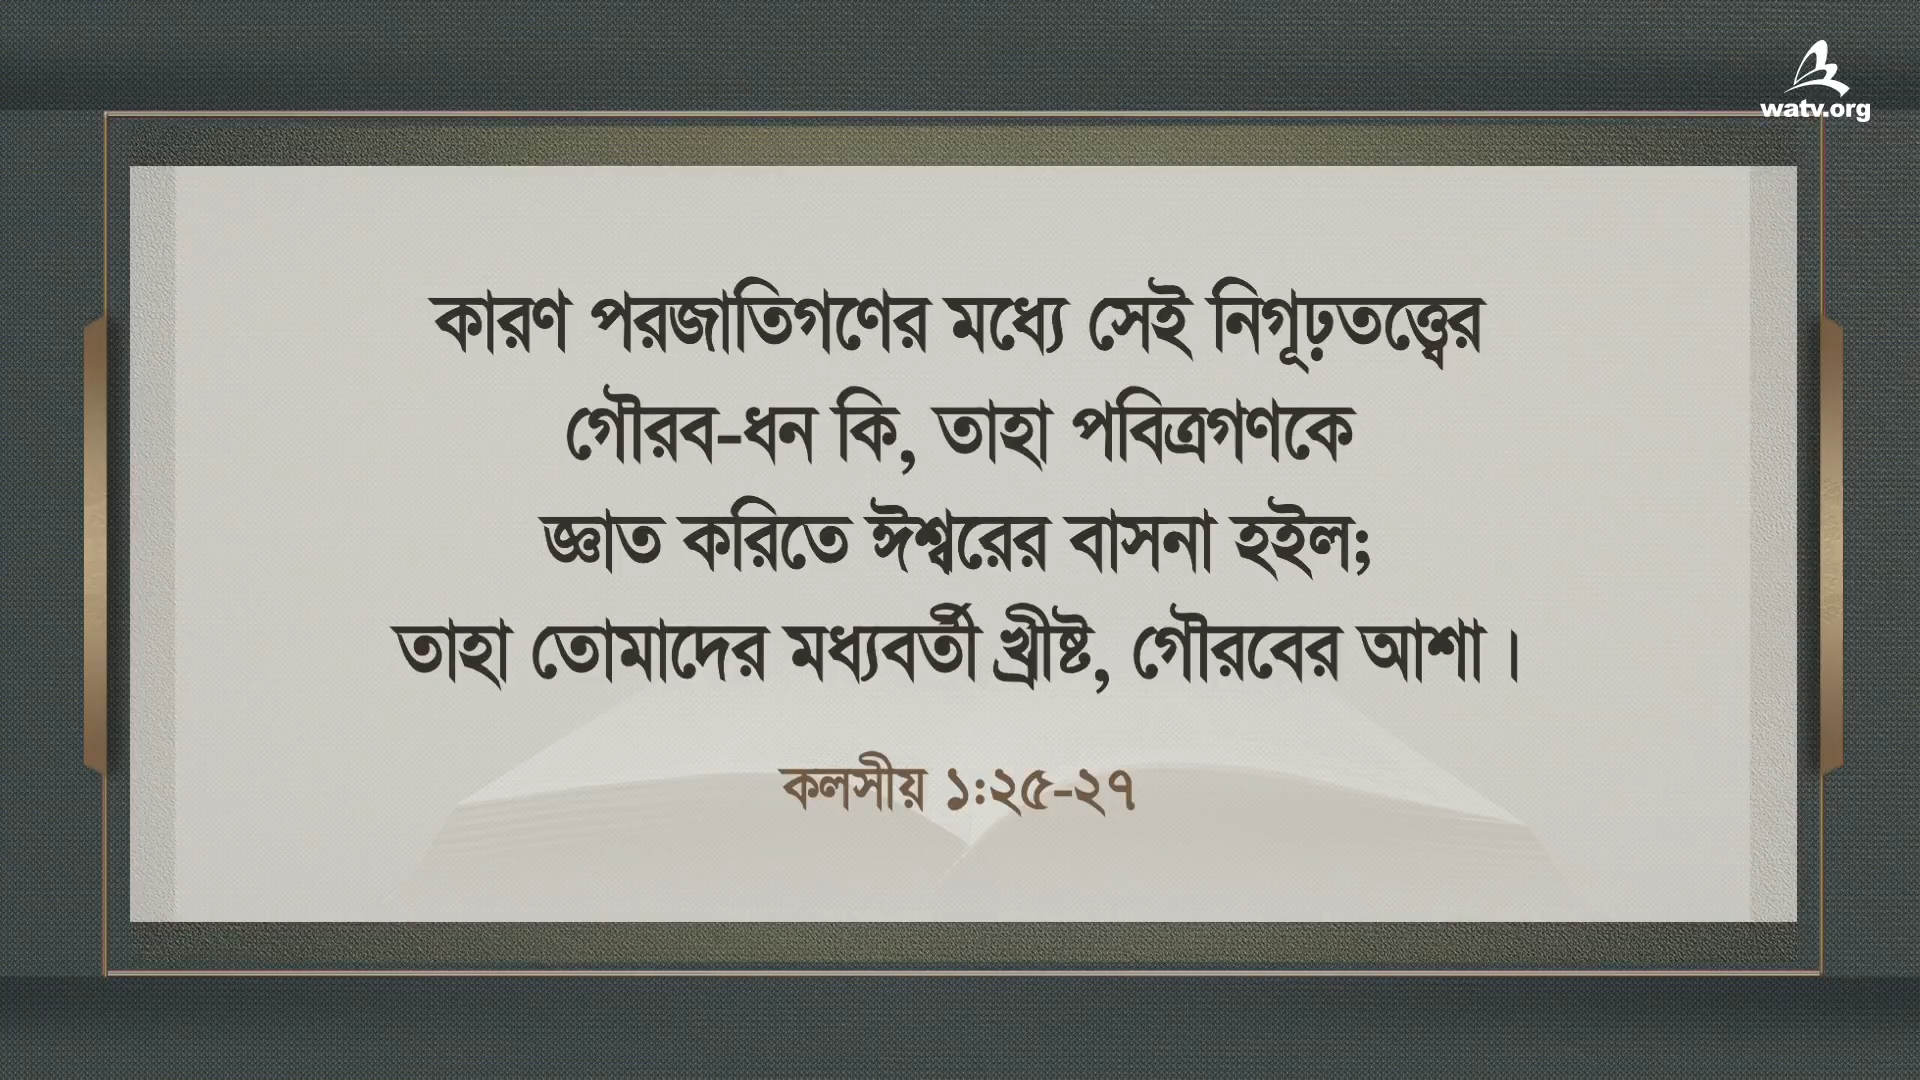 watv.org
কারণ পরজাতিগণের মধ্যে সেই নিগূঢ়তত্ত্বের
গৌরব-ধন কি, তাহা পবিত্রগণকে
জ্ঞাত করিতে ঈশ্বরের বাসনা হইল;
তাহা তোমাদের মধ্যবর্তী খ্রীষ্ট, গৌরবের আশা।
কলসীয় ১:২৫-২৭